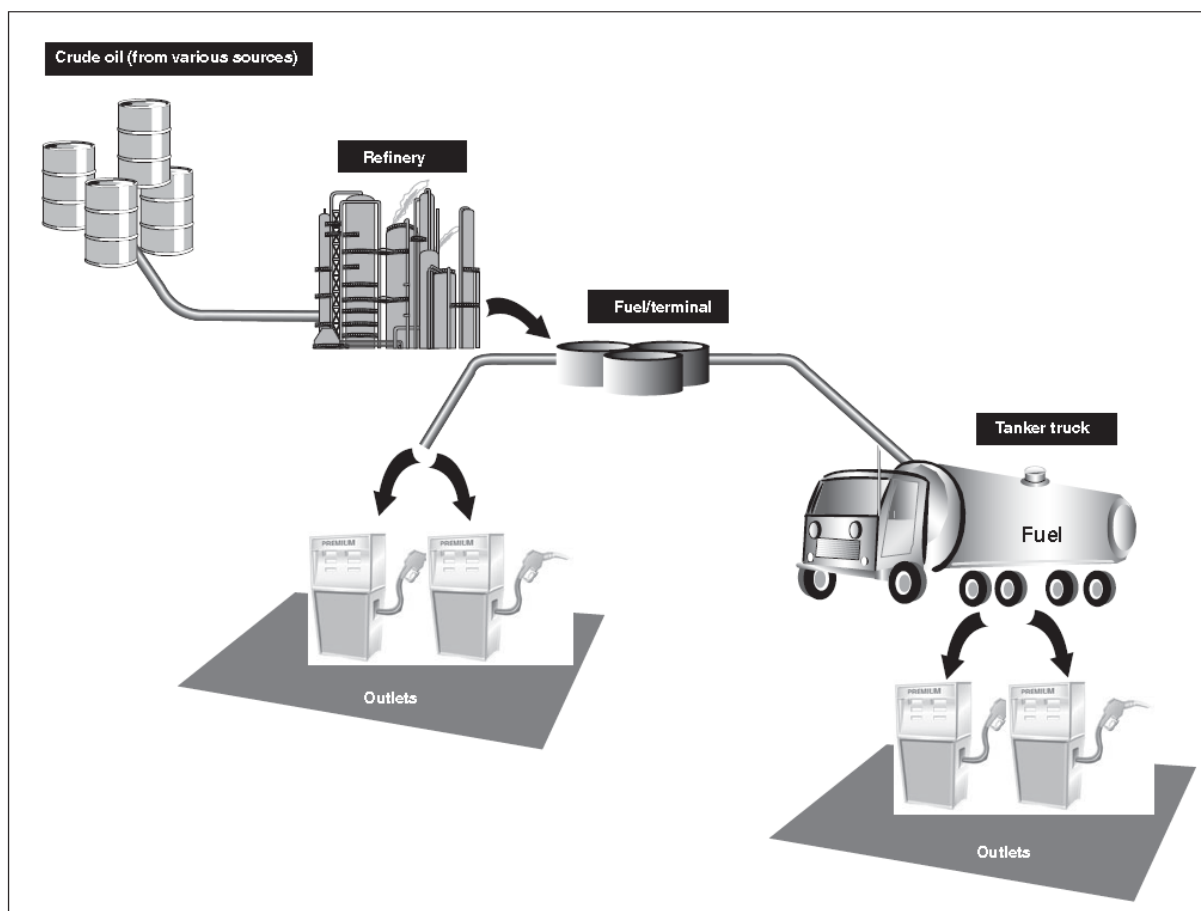 Crude oil (from various sources)
Refinery
Fuel/terminal
Tanker truck
Fuel
PREMIUM
PREMIUM
Outlets
PREMIUM
PREMIUM
Outlets